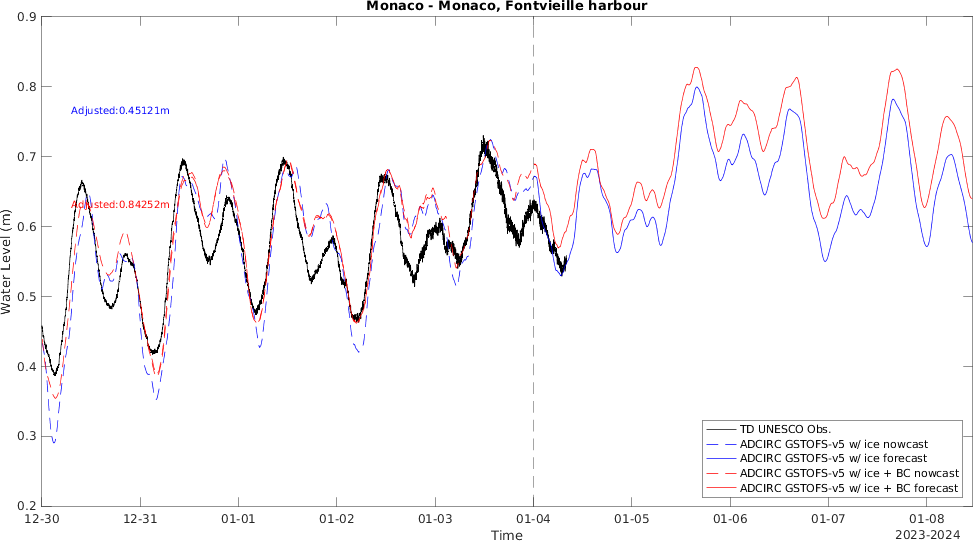 Monaco - Monaco, Fontvieille harbour
0.9
0.8
0.7
0.6
0.5
0.4
0.3
0.2
Water Level (m)
Adjusted:0.45121m
Adjusted:0.84252m
TD UNESCO Obs.
ADCIRC GSTOFS-v5 w/ ice nowcast
ADCIRC GSTOFS-v5 w/ ice forecast
ADCIRC GSTOFS-v5 w/ ice + BC nowcast
ADCIRC GSTOFS-v5 w/ ice + BC forecast
12-30 12-31 01-01 01-02 01-03 01-04 01-05 01-06 01-07 01-08
Time
2023-2024